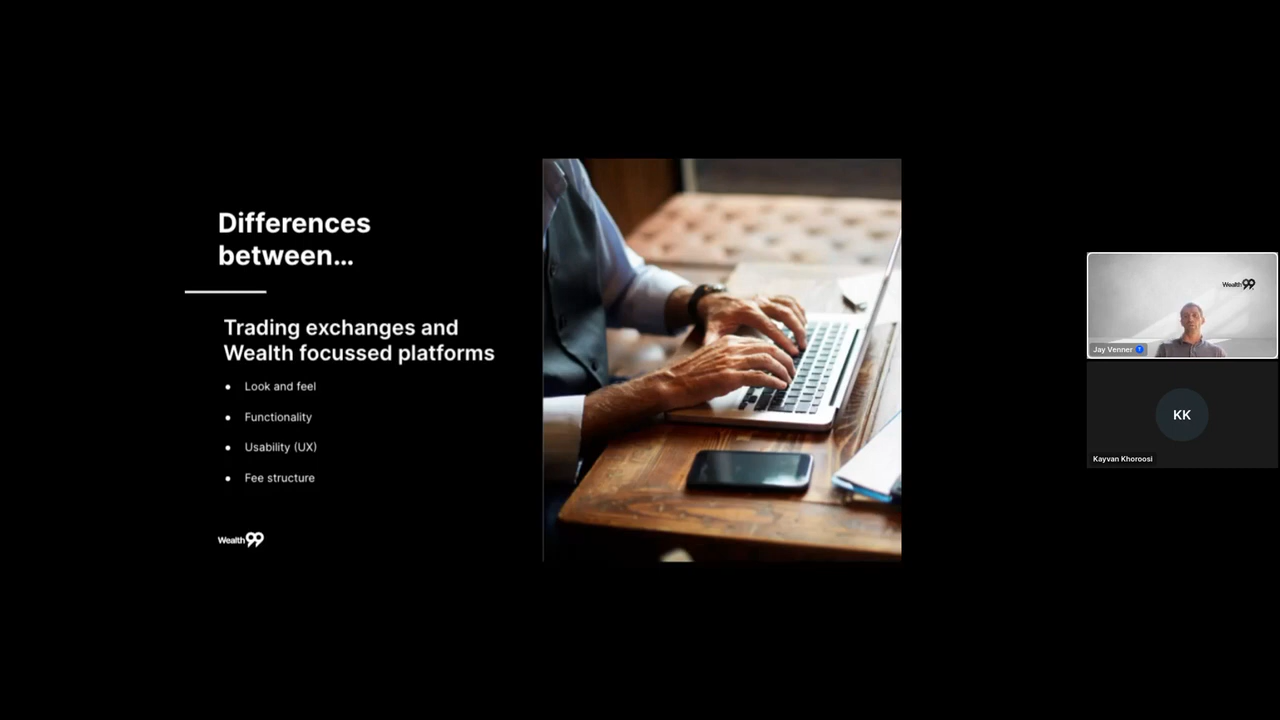 Differences
between...
Trading exchanges and
Wealth focussed platforms
● Look and feel
● Functionality
● Usability (UX)
● Fee structure
Wealth99
Wealth99
Jay Venner
KK
Kayvan Khoroosi